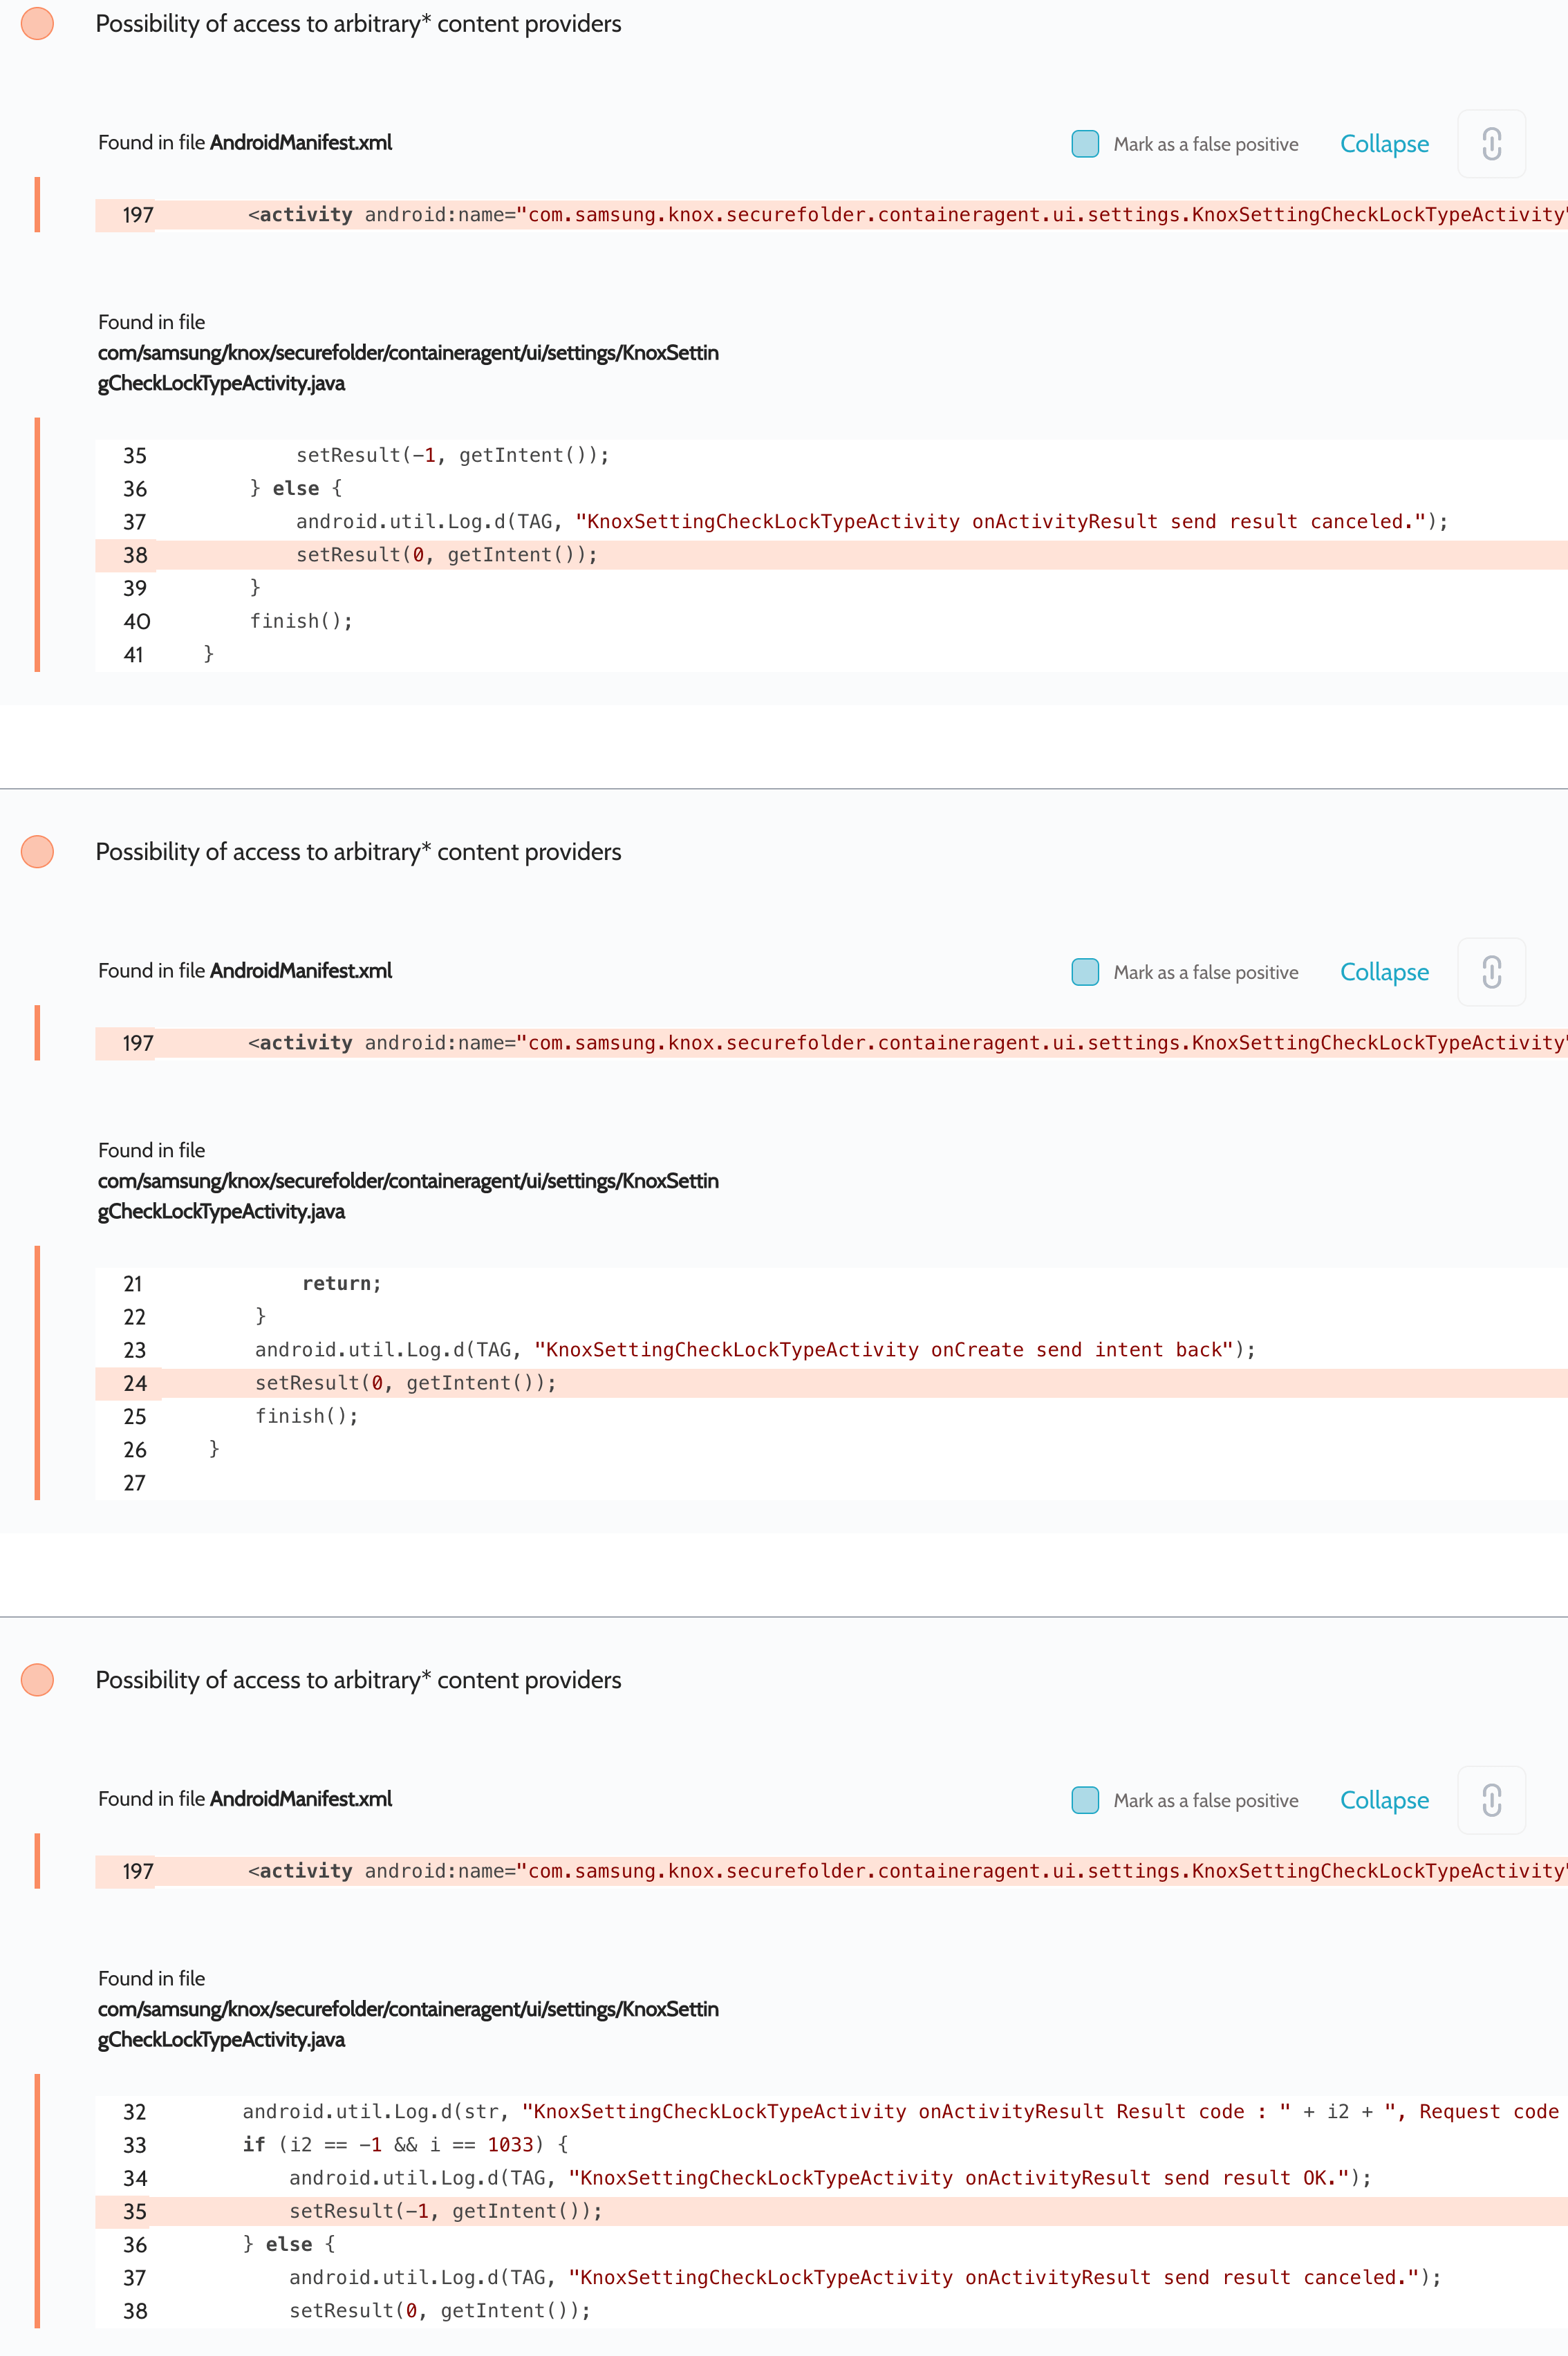 Possibility of access to arbitrary* content providers
Found in file AndroidManifest.xml
Mark as a false positive
Collapse
197 <activity android:name="com.samsung.knox.securefolder.containeragent.ui.settings.KnoxSettingCheckLockTypeActivity"
Found in file
com/samsung/knox/securefolder/containeragent/ui/settings/KnoxSettin
gCheckLockTypeActivity.java
35 setResult(-1, getIntent());
36 } else {
37 android.util.Log.d(TAG, "KnoxSettingCheckLockTypeActivity onActivityResult send result canceled.");
38 setResult(0, getIntent());
39 }
40 finish();
41 }
Possibility of access to arbitrary* content providers
Found in file AndroidManifest.xml
Mark as a false positive
Collapse
197 <activity android:name="com.samsung.knox.securefolder.containeragent.ui.settings.KnoxSettingCheckLockTypeActivity"
Found in file
com/samsung/knox/securefolder/containeragent/ui/settings/KnoxSettin
gCheckLockTypeActivity.java
21 return;
22 }
23 android.util.Log.d(TAG, "KnoxSettingCheckLockTypeActivity onCreate send intent back");
24 setResult(0, getIntent());
25 finish();
26 }
27
Possibility of access to arbitrary* content providers
Found in file AndroidManifest.xml
Mark as a false positive
Collapse
197 <activity android:name="com.samsung.knox.securefolder.containeragent.ui.settings.KnoxSettingCheckLockTypeActivity"
Found in file
com/samsung/knox/securefolder/containeragent/ui/settings/KnoxSettin
gCheckLockTypeActivity.java
32 android.util.Log.d(str, "KnoxSettingCheckLockTypeActivity onActivityResult Result code : " + i2 + ", Request code
33 if (i2 == -1 && i == 1033) {
34 android.util.Log.d(TAG, "KnoxSettingCheckLockTypeActivity onActivityResult send result OK.");
35 setResult(-1, getIntent());
36 } else {
37 android.util.Log.d(TAG, "KnoxSettingCheckLockTypeActivity onActivityResult send result canceled.");
38 setResult(0, getIntent());